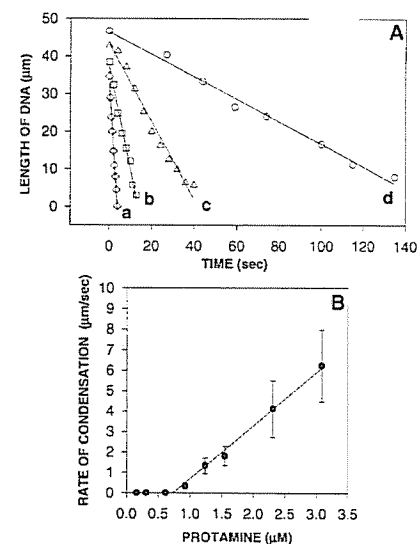 A
LENGTH OF DNA (µm)
50
40
30
20
10
0
a
b
c
d
0 20 40 60 80 100 120 140
TIME (sec)
B
RATE OF CONDENSATION (µm/sec)
10
9
8
7
6
5
4
3
2
1
0
0.0 0.5 1.0 1.5 2.0 2.5 3.0 3.5
PROTAMINE (µM)